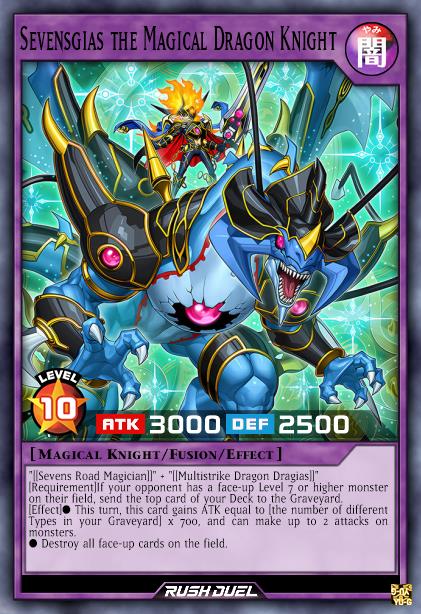 Sevensgias the Magical Dragon Knight
やみ
闇
LEVEL
10
ATK 3000 DEF 2500
[ Magical Knight/Fusion/Effect ]
"[[Sevens Road Magician]]" + "[[Multistrike Dragon Dragias]]"
[Requirement]If your opponent has a face-up Level 7 or higher monster
on their field, send the top card of your Deck to the Graveyard.
[Effect]● This turn, this card gains ATK equal to [the number of different
Types in your Graveyard] x 700, and can make up to 2 attacks on
monsters.
● Destroy all face-up cards on the field.
RUSH DUEL